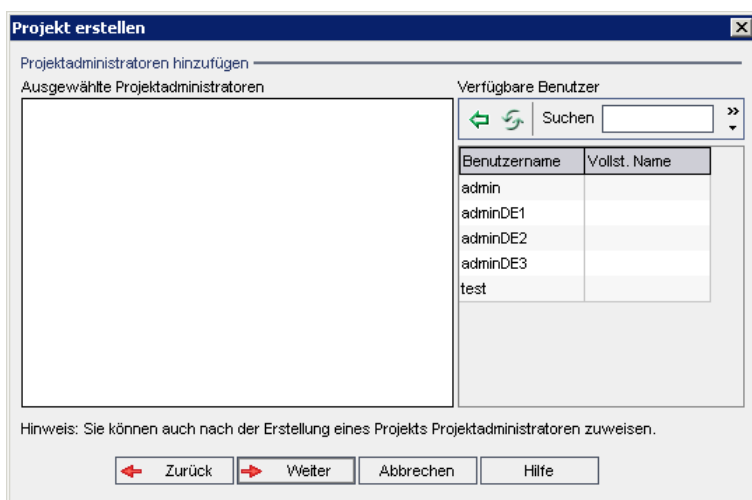 Projekt erstellen
Projektadministratoren hinzufügen
Ausgewählte Projektadministratoren
Verfügbare Benutzer
Suchen
Benutzername Vollst. Name
admin
adminDE1
adminDE2
adminDE3
test
Hinweis: Sie können auch nach der Erstellung eines Projekts Projektadministratoren zuweisen.
Zurück Weiter Abbrechen Hilfe